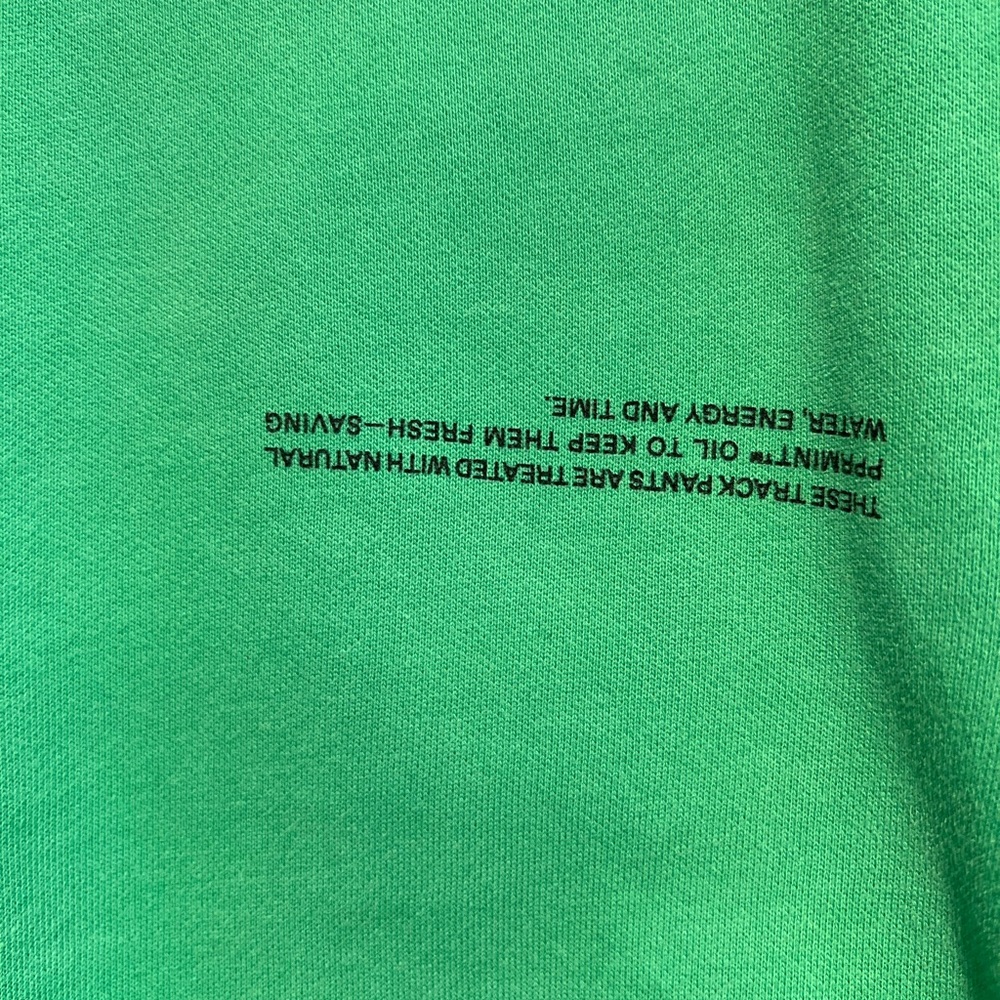 THESE TRACK PANTS ARE TREATED WITH NATURAL
PPRMINT™ OIL TO KEEP THEM FRESH—SAVING
WATER, ENERGY AND TIME.